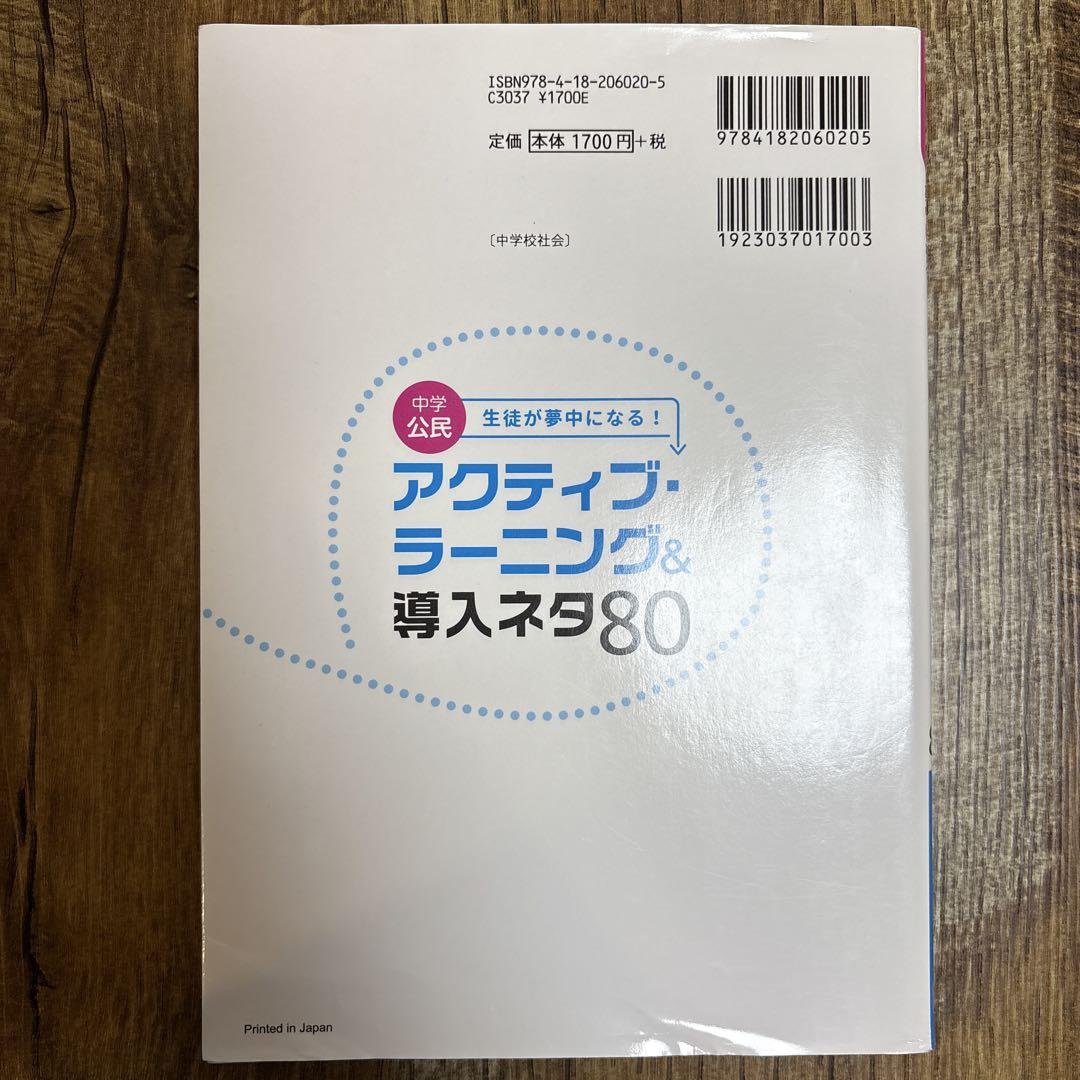 ISBN978-4-18-206020-5
C3037 ¥1700E
定価 本体 1700円+税
9784182060205
1923037017003
〔中学校社会〕
中学
公民
生徒が夢中になる！
アクティブ・
ラーニング&
導入ネタ80
Printed in Japan